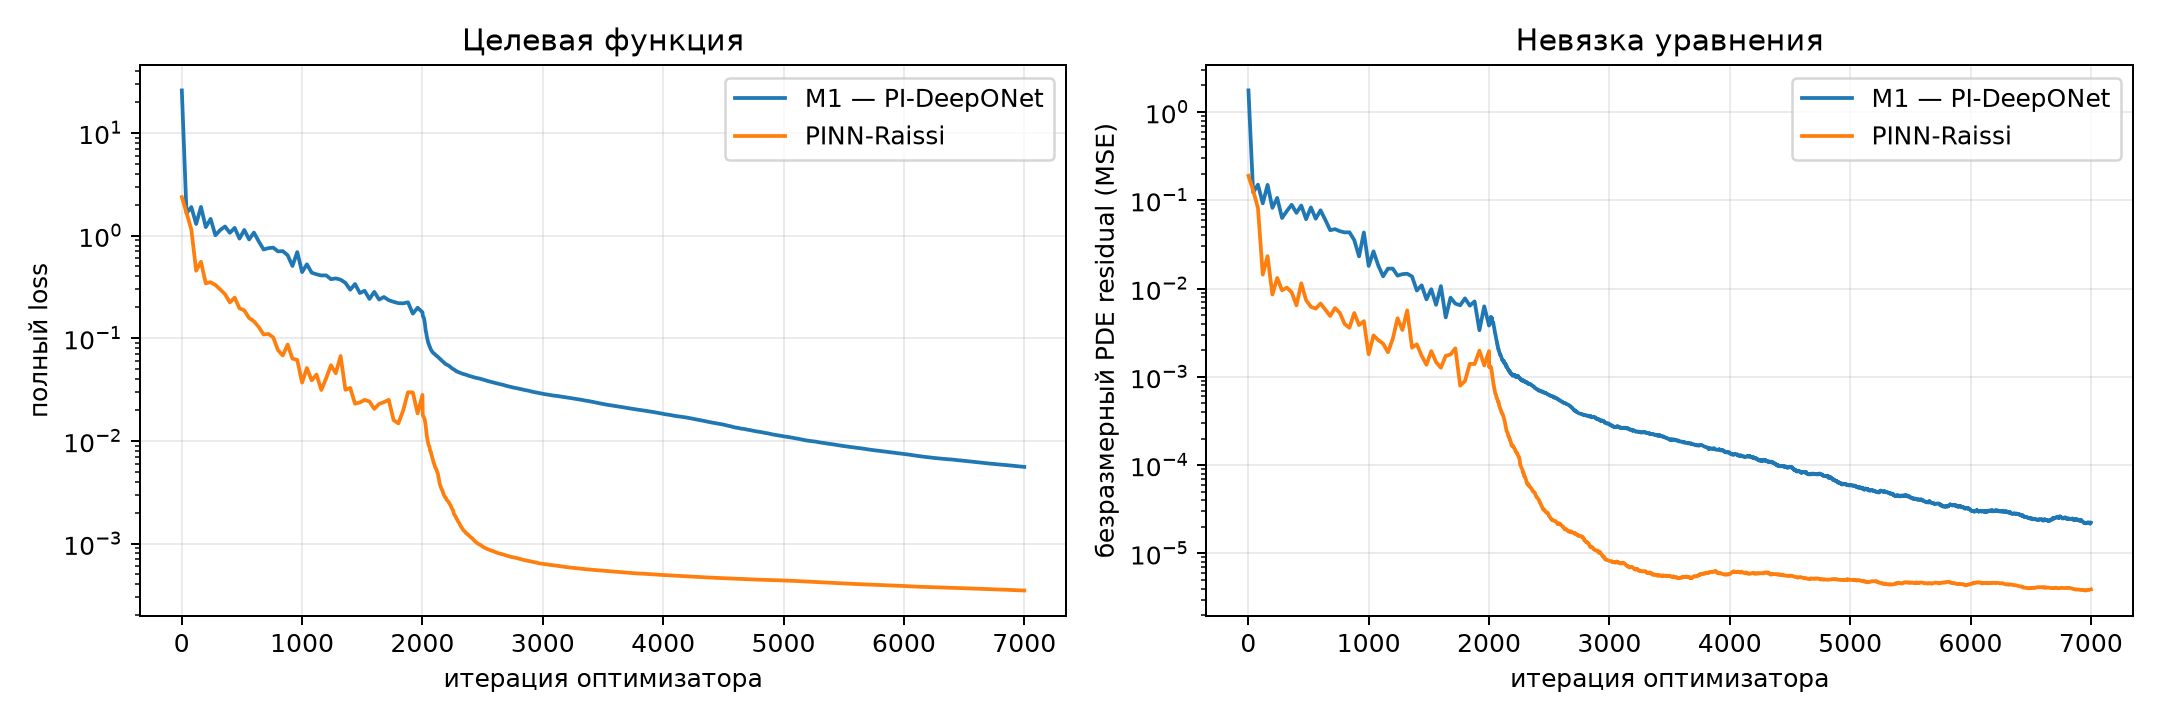 Целевая функция
полный loss
10¹
10⁰
10⁻¹
10⁻²
10⁻³
M1 — PI-DeepONet
PINN-Raissi
0 1000 2000 3000 4000 5000 6000 7000
итерация оптимизатора
Невязка уравнения
безразмерный PDE residual (MSE)
10⁰
10⁻¹
10⁻²
10⁻³
10⁻⁴
10⁻⁵
M1 — PI-DeepONet
PINN-Raissi
0 1000 2000 3000 4000 5000 6000 7000
итерация оптимизатора